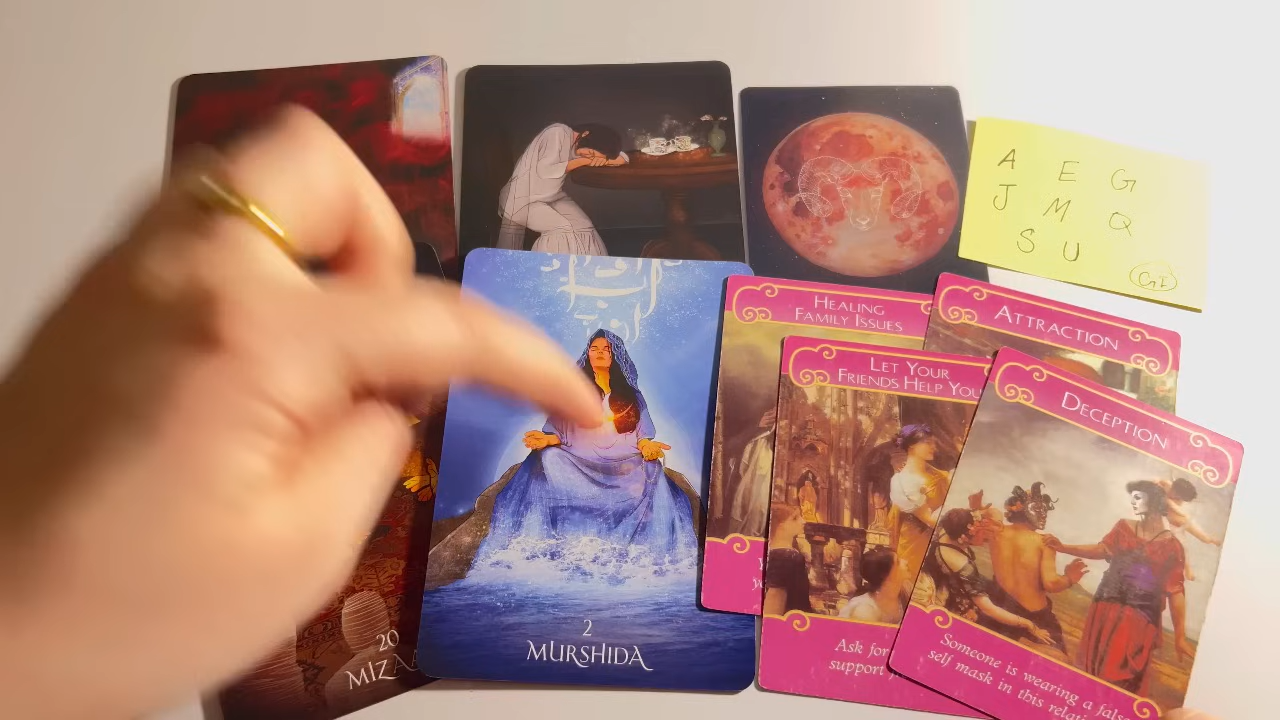 A E G
J M Q
S U
HEALING
FAMILY ISSUES
ATTRACTION
LET YOUR
FRIENDS HELP YOU
DECEPTION
20
2
MURSHIDA
Ask for
support
Someone is wearing a false
self mask in this